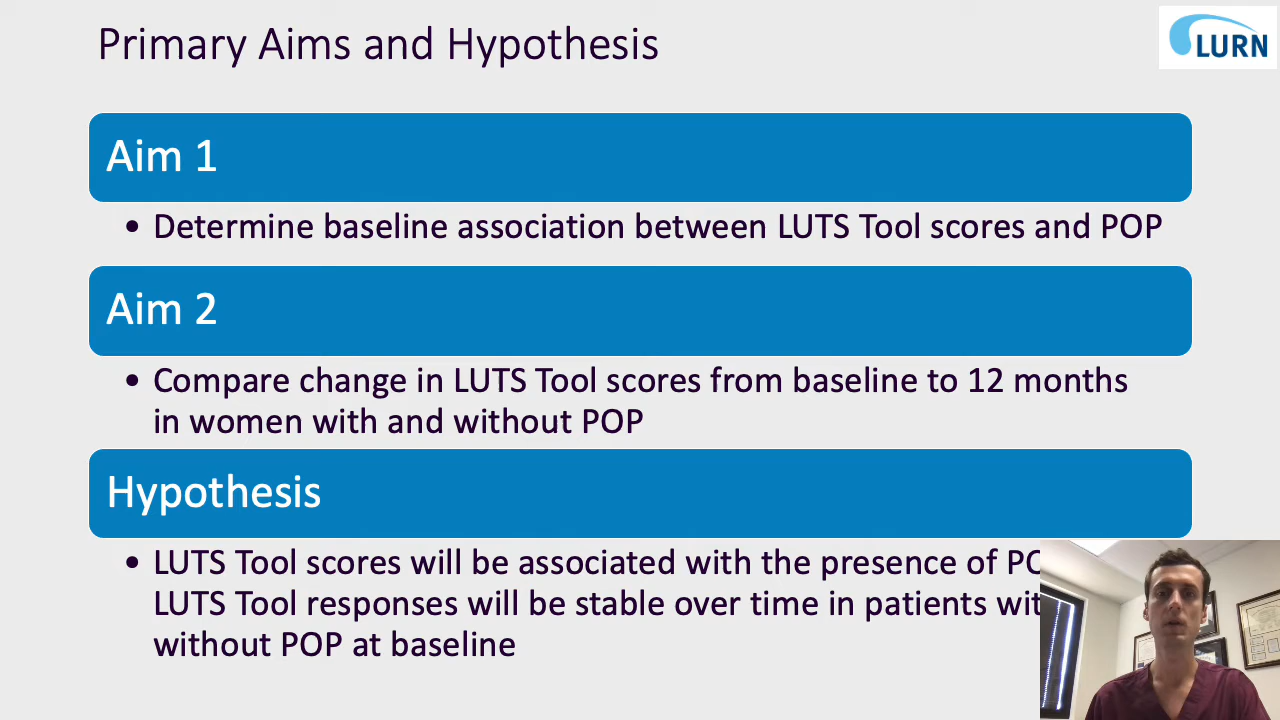 Primary Aims and Hypothesis
LURN
Aim 1
• Determine baseline association between LUTS Tool scores and POP
Aim 2
• Compare change in LUTS Tool scores from baseline to 12 months
in women with and without POP
Hypothesis
• LUTS Tool scores will be associated with the presence of
LUTS Tool responses will be stable over time in patients
without POP at baseline